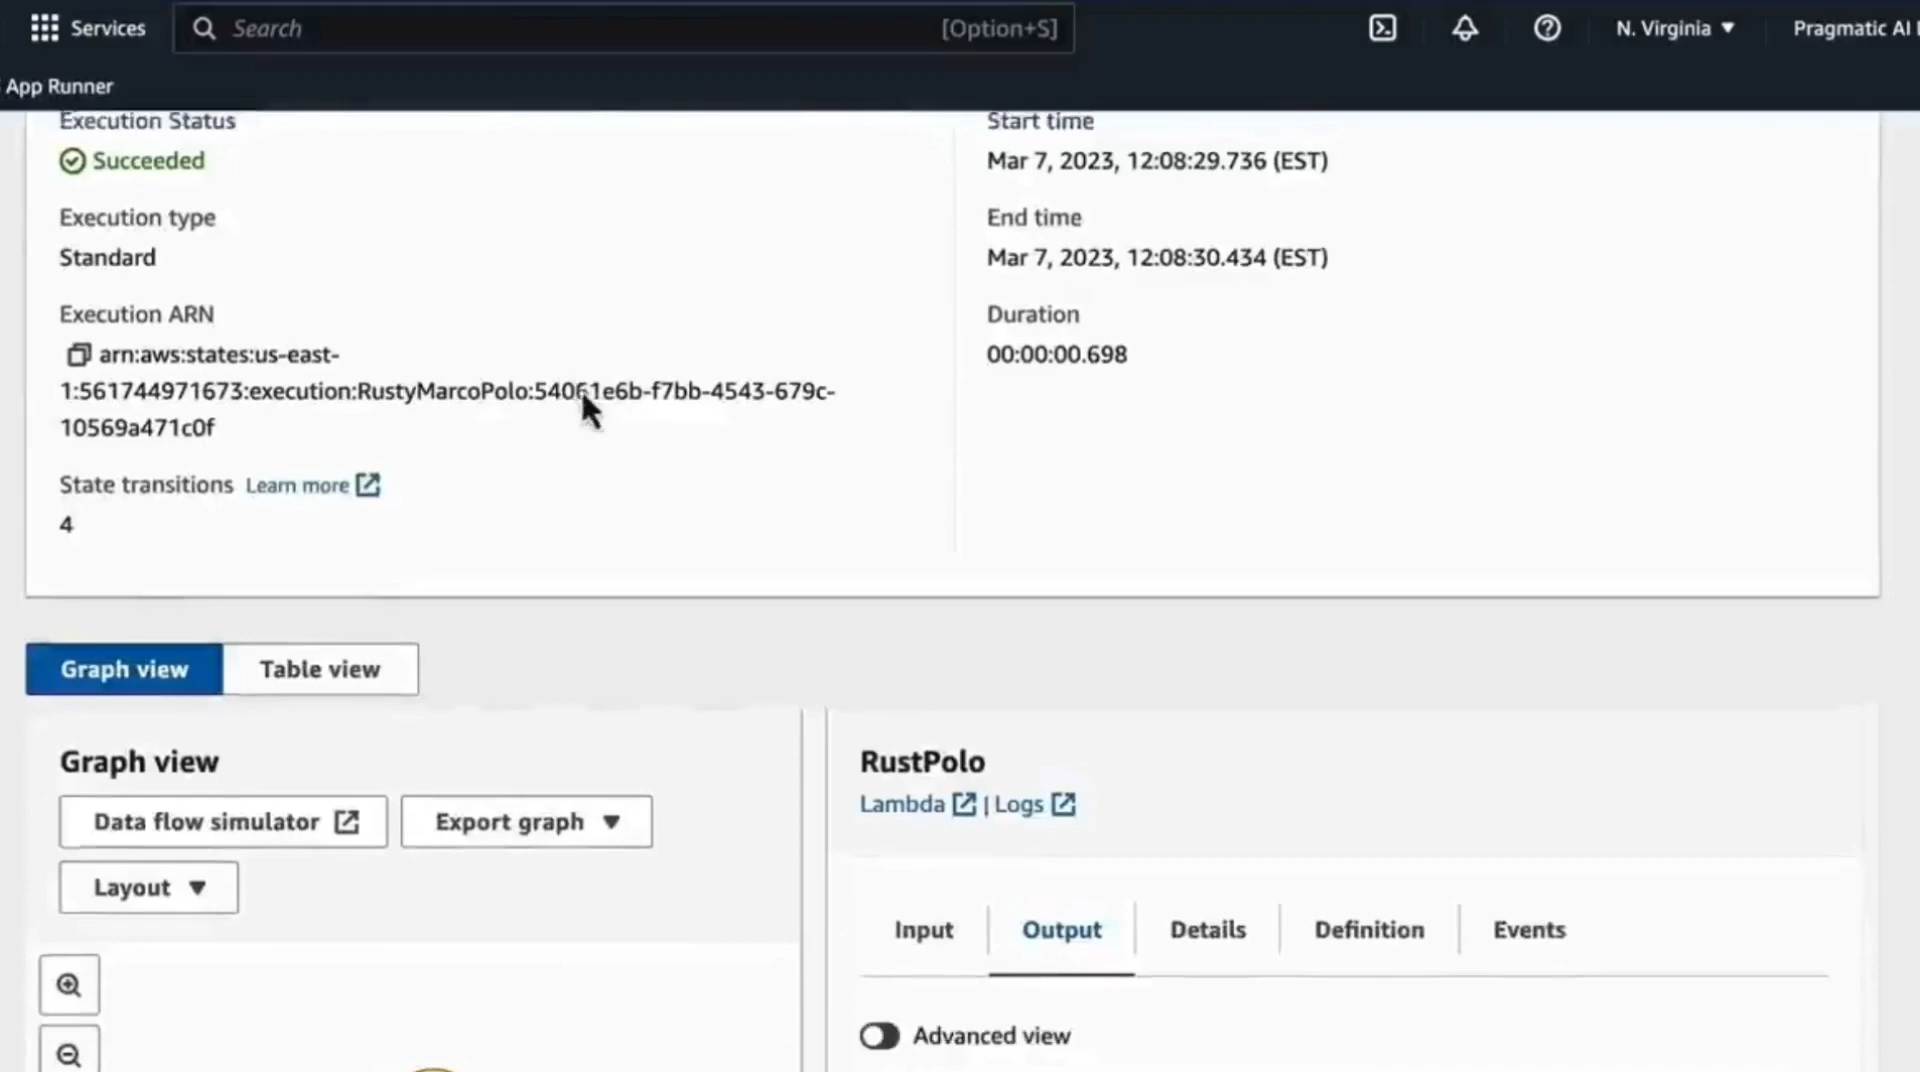 Services
Search
[Option+S]
N. Virginia
Pragmatic AI
App Runner
Execution Status
Succeeded
Execution type
Standard
Execution ARN
arn:aws:states:us-east-
1:561744971673:execution:RustyMarcoPolo:54061e6b-f7bb-4543-679c-
10569a471c0f
State transitions Learn more
4
Start time
Mar 7, 2023, 12:08:29.736 (EST)
End time
Mar 7, 2023, 12:08:30.434 (EST)
Duration
00:00:00.698
Graph view
Table view
Graph view
Data flow simulator
Export graph
Layout
RustPolo
Lambda | Logs
Input
Output
Details
Definition
Events
Advanced view